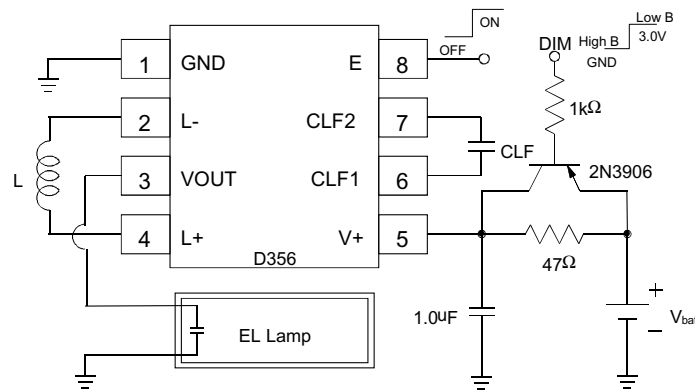 ON
OFF
Low B
3.0V
High B
GND
DIM
1kΩ
2N3906
1 GND E 8
2 L- CLF2 7
CLF
L
3 VOUT CLF1 6
4 L+ V+ 5
D356
47Ω
1.0uF
+
−
Vbat
EL Lamp